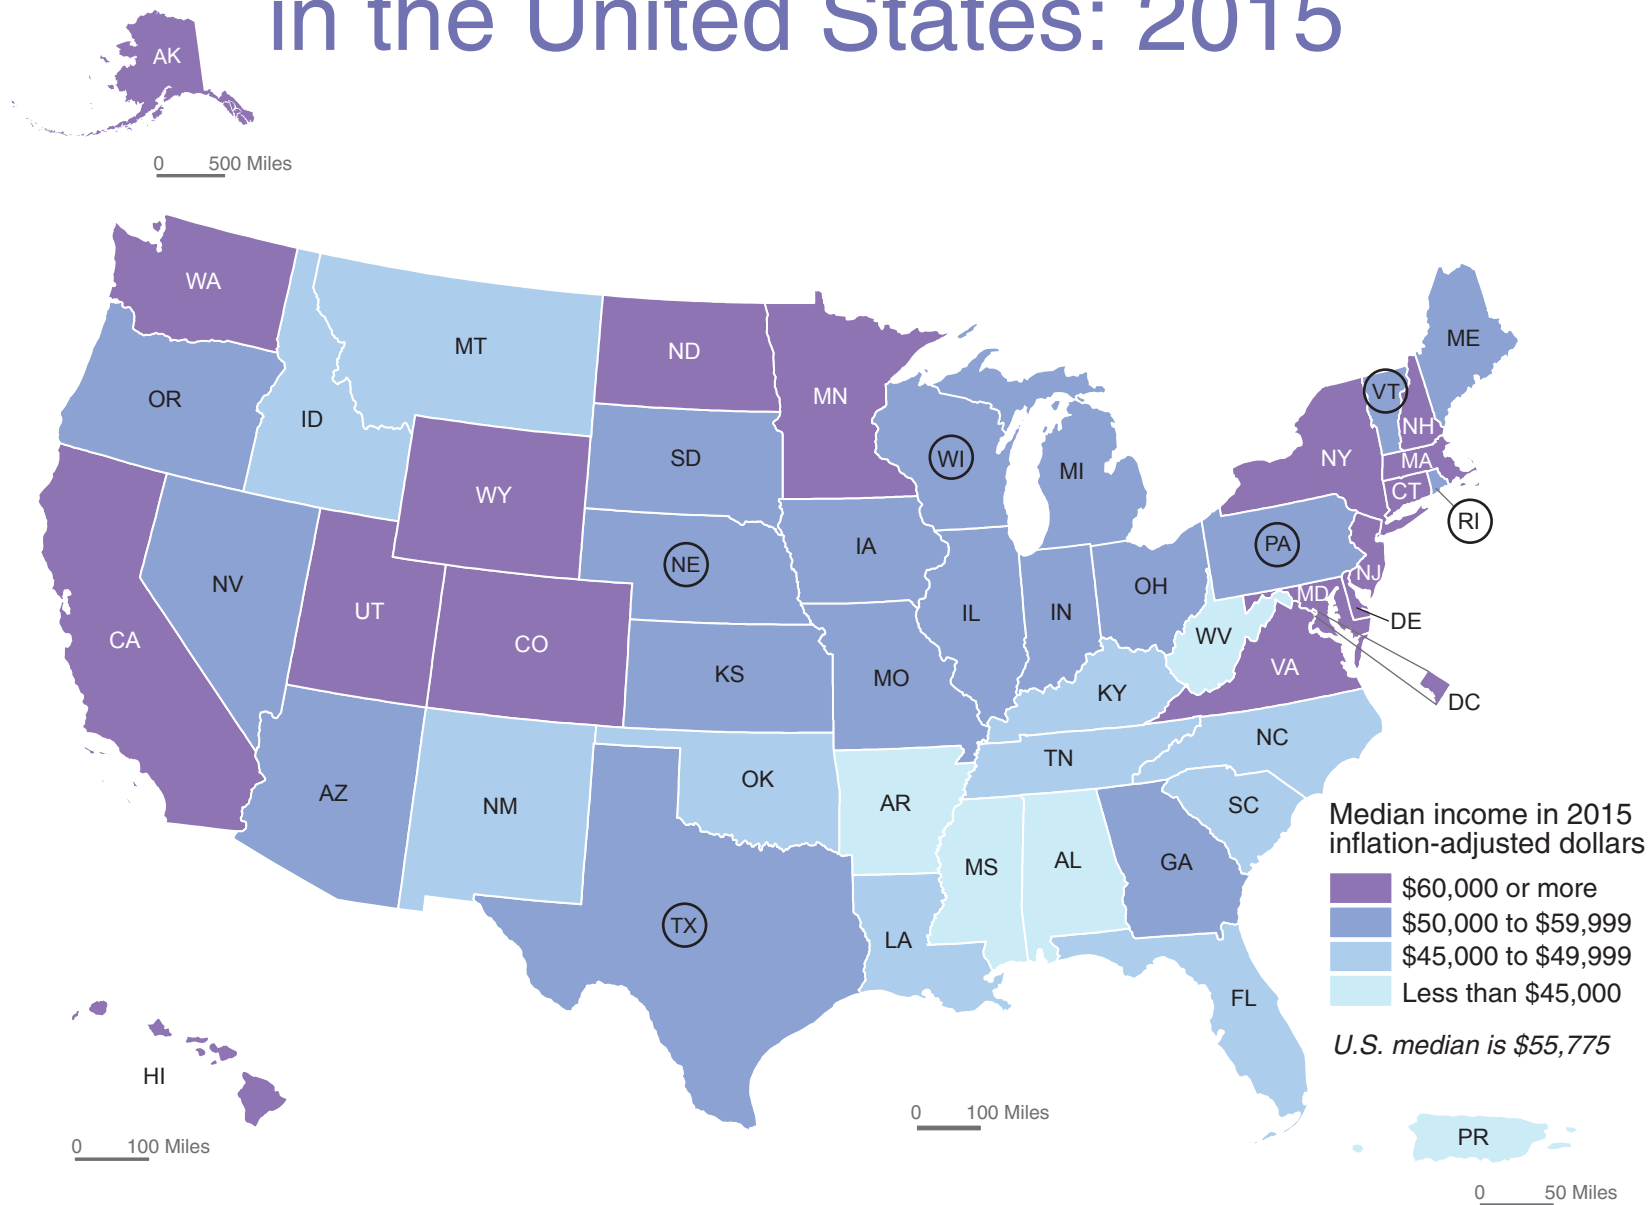 in the United States: 2015
AK
0 500 Miles
WA
MT
ND
MN
ME
OR
ID
VT
NH
SD
WI
MI
NY
MA
WY
CT
RI
NE
IA
PA
NV
UT
CO
IL
IN
OH
NJ
MD
DE
CA
WV
KS
MO
KY
VA
DC
AZ
NM
OK
TN
NC
AR
SC
MS
AL
GA
TX
LA
FL
Median income in 2015
inflation-adjusted dollars
$60,000 or more
$50,000 to $59,999
$45,000 to $49,999
Less than $45,000
U.S. median is $55,775
HI
0 100 Miles
0 100 Miles
PR
0 50 Miles